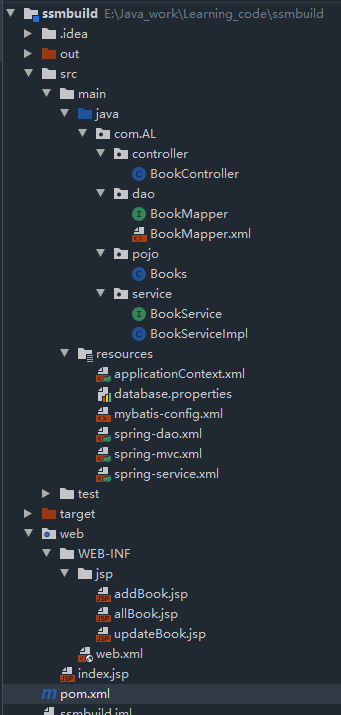 ssmbuild E:\Java_work\Learning_code\ssmbuild
.idea
out
src
main
java
com.AL
controller
BookController
dao
BookMapper
BookMapper.xml
pojo
Books
service
BookService
BookServiceImpl
resources
applicationContext.xml
database.properties
mybatis-config.xml
spring-dao.xml
spring-mvc.xml
spring-service.xml
test
target
web
WEB-INF
jsp
addBook.jsp
allBook.jsp
updateBook.jsp
web.xml
index.jsp
pom.xml
ssmbuild.iml